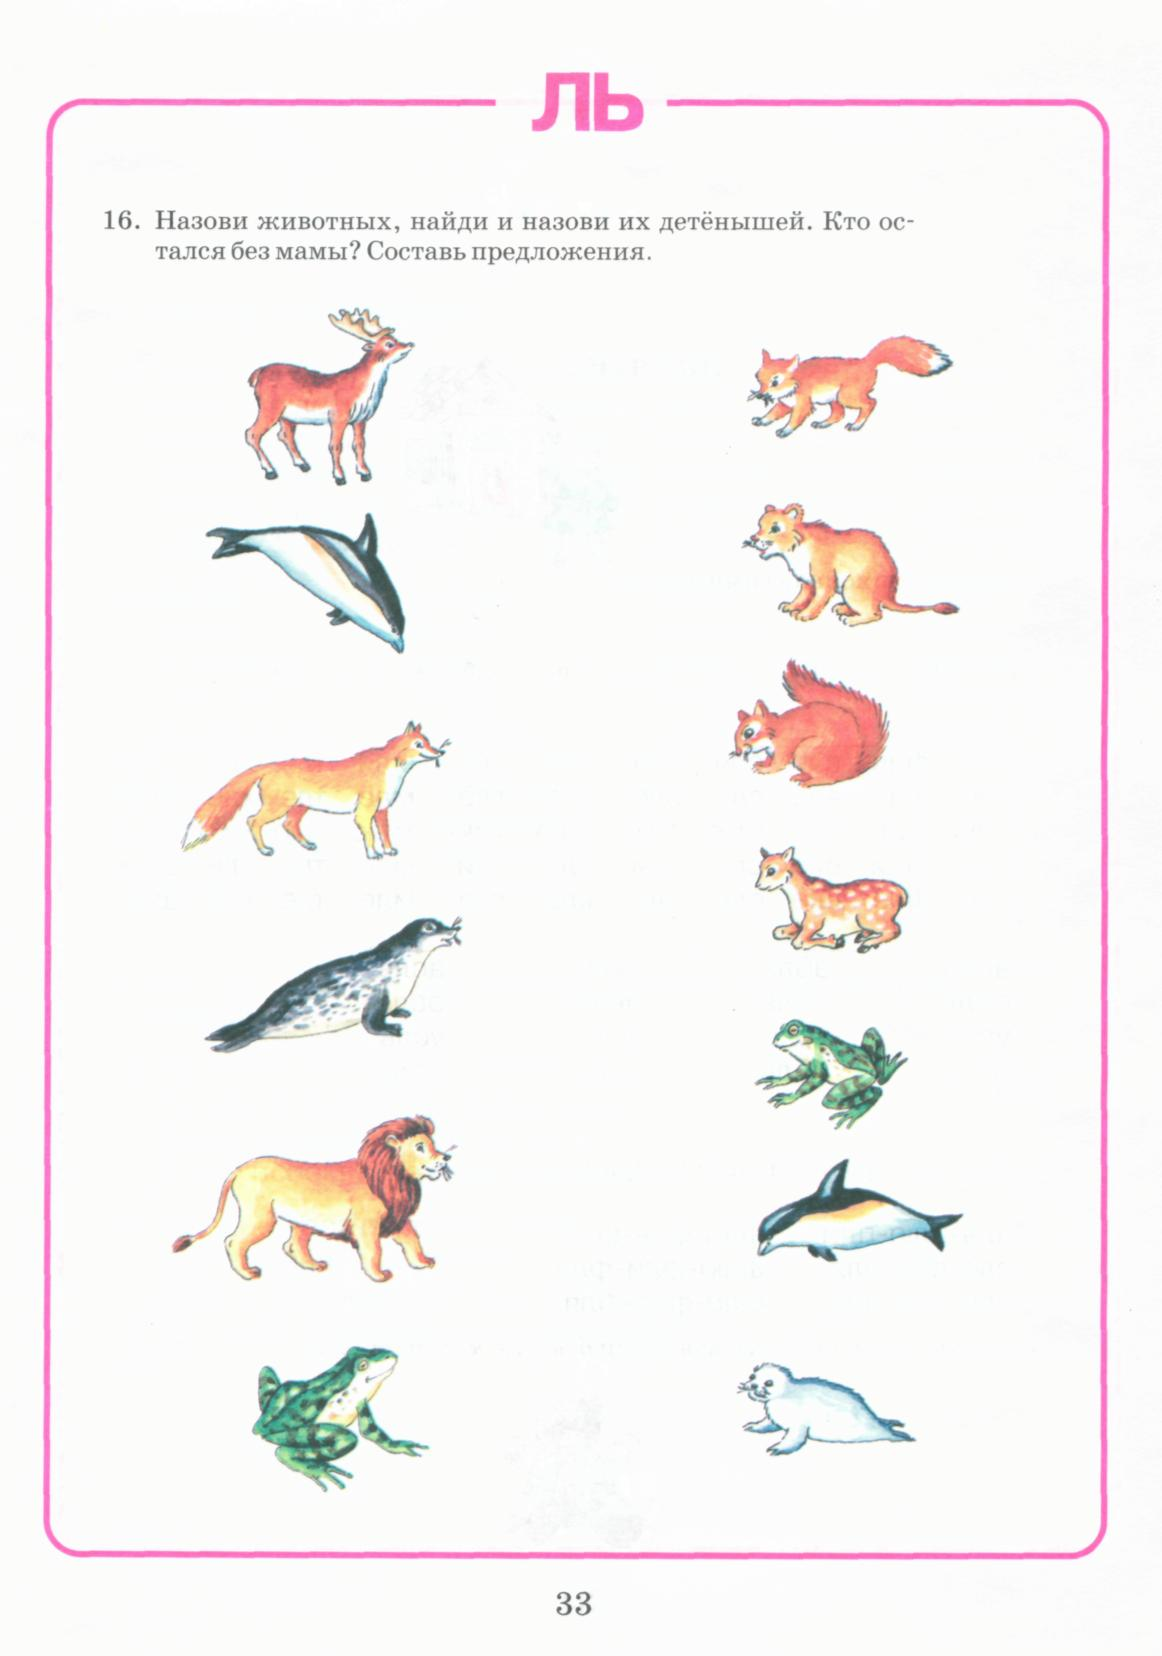 ЛЬ
16. Назови животных, найди и назови их детёнышей. Кто ос-
тался без мамы? Составь предложения.
33